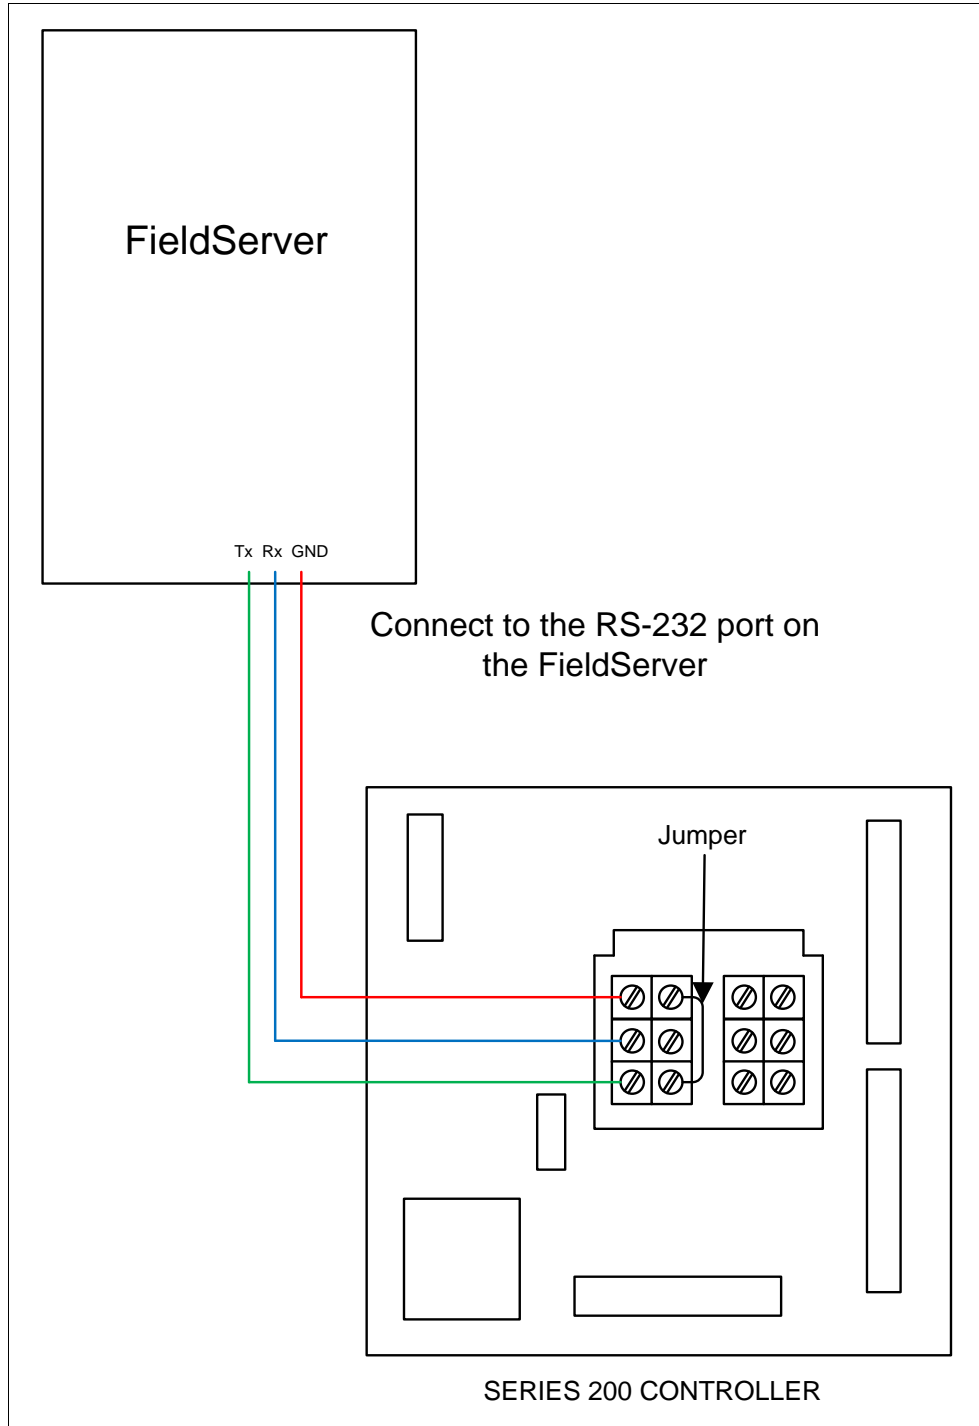 FieldServer
Tx Rx GND
Connect to the RS-232 port on
the FieldServer
Jumper
SERIES 200 CONTROLLER